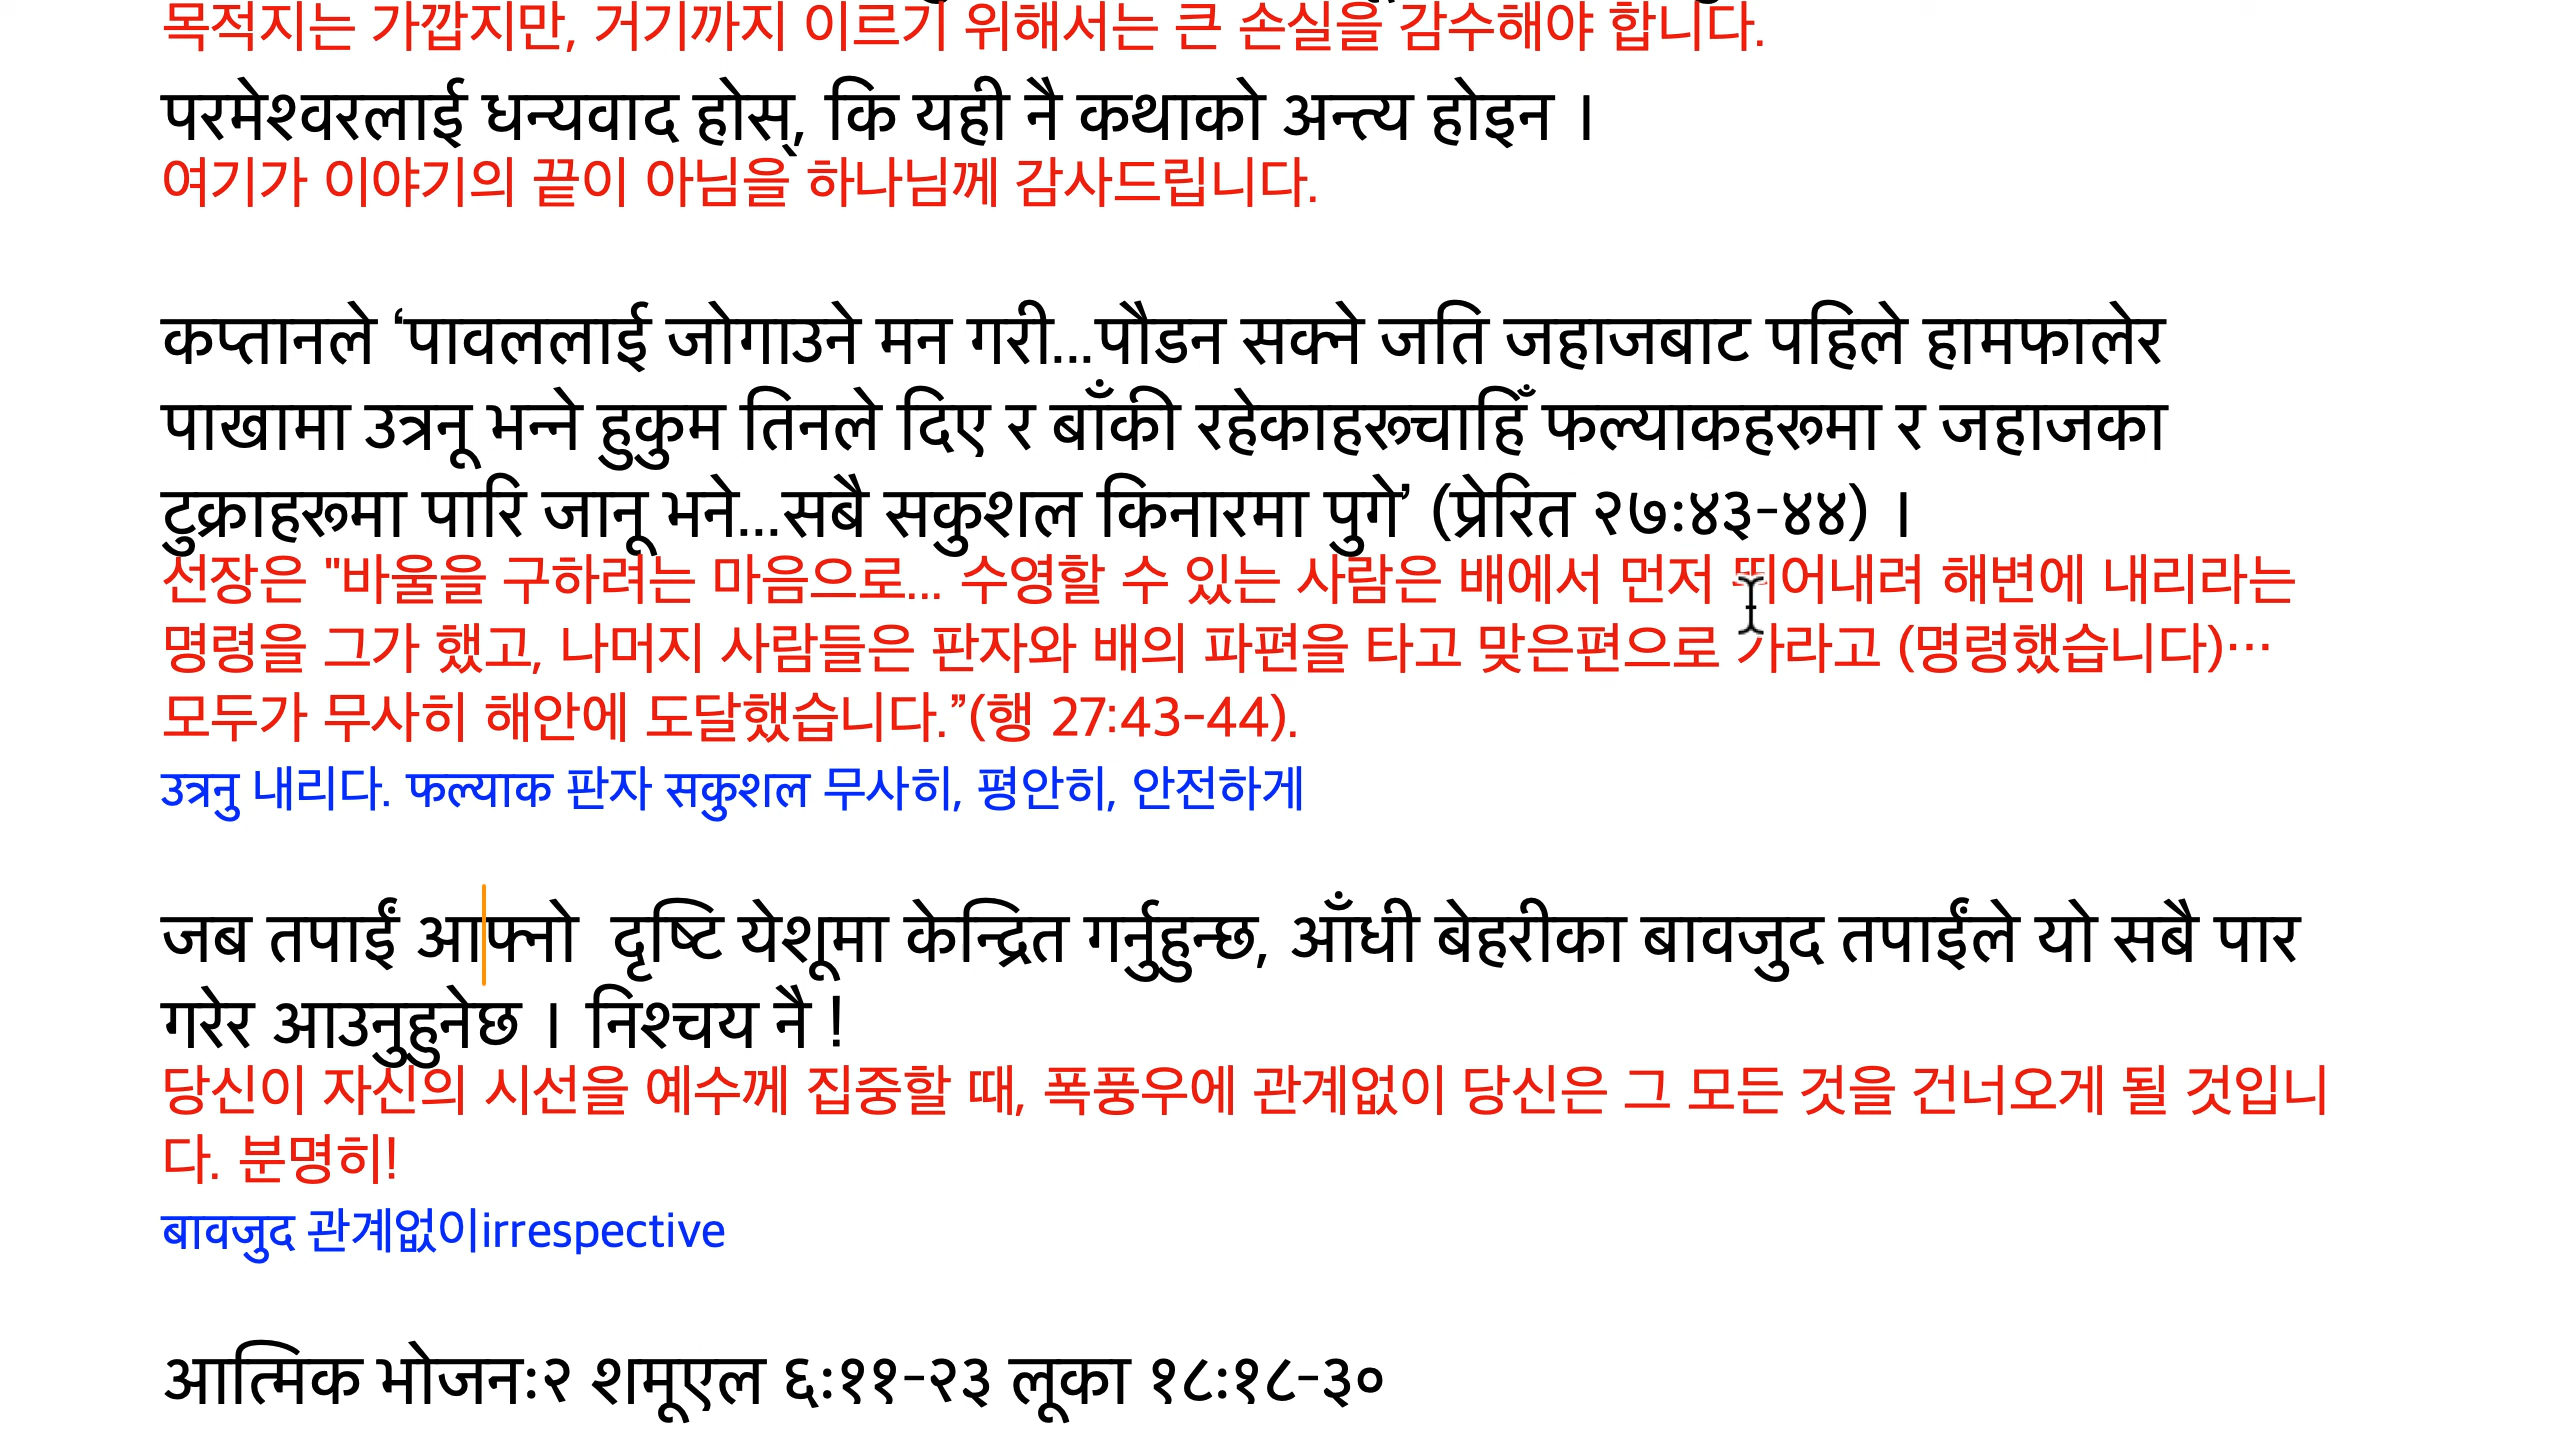 목적지는 가깝지만, 거기까지 이르기 위해서는 큰 손실을 감수해야 합니다.
परमेश्वरलाई धन्यवाद होस्, कि यही नै कथाको अन्त्य होइन ।
여기가 이야기의 끝이 아님을 하나님께 감사드립니다.
कप्तानले ‘पावललाई जोगाउने मन गरी...पौडन सक्ने जति जहाजबाट पहिले हामफालेर
पाखामा उत्रनू भन्ने हुकुम तिनले दिए र बाँकी रहेकाहरूचाहिँ फल्याकहरूमा र जहाजका
टुक्राहरूमा पारि जानू भने...सबै सकुशल किनारमा पुगे’ (प्रेरित २७:४३-४४) ।
선장은 "바울을 구하려는 마음으로... 수영할 수 있는 사람은 배에서 먼저 뛰어내려 해변에 내리라는
명령을 그가 했고, 나머지 사람들은 판자와 배의 파편을 타고 맞은편으로 가라고 (명령했습니다)…
모두가 무사히 해안에 도달했습니다.”(행 27:43-44).
उत्रनु 내리다. फल्याक 판자 सकुशल 무사히, 평안히, 안전하게
जब तपाईं आफ्नो  दृष्टि येशूमा केन्द्रित गर्नुहुन्छ, आँधी बेहरीका बावजुद तपाईंले यो सबै पार
गरेर आउनुहुनेछ । निश्चय नै !
당신이 자신의 시선을 예수께 집중할 때, 폭풍우에 관계없이 당신은 그 모든 것을 건너오게 될 것입니
다. 분명히!
बावजुद 관계없이irrespective
आत्मिक भोजनः२ शमूएल ६:११-२३ लूका १८:१८-३०